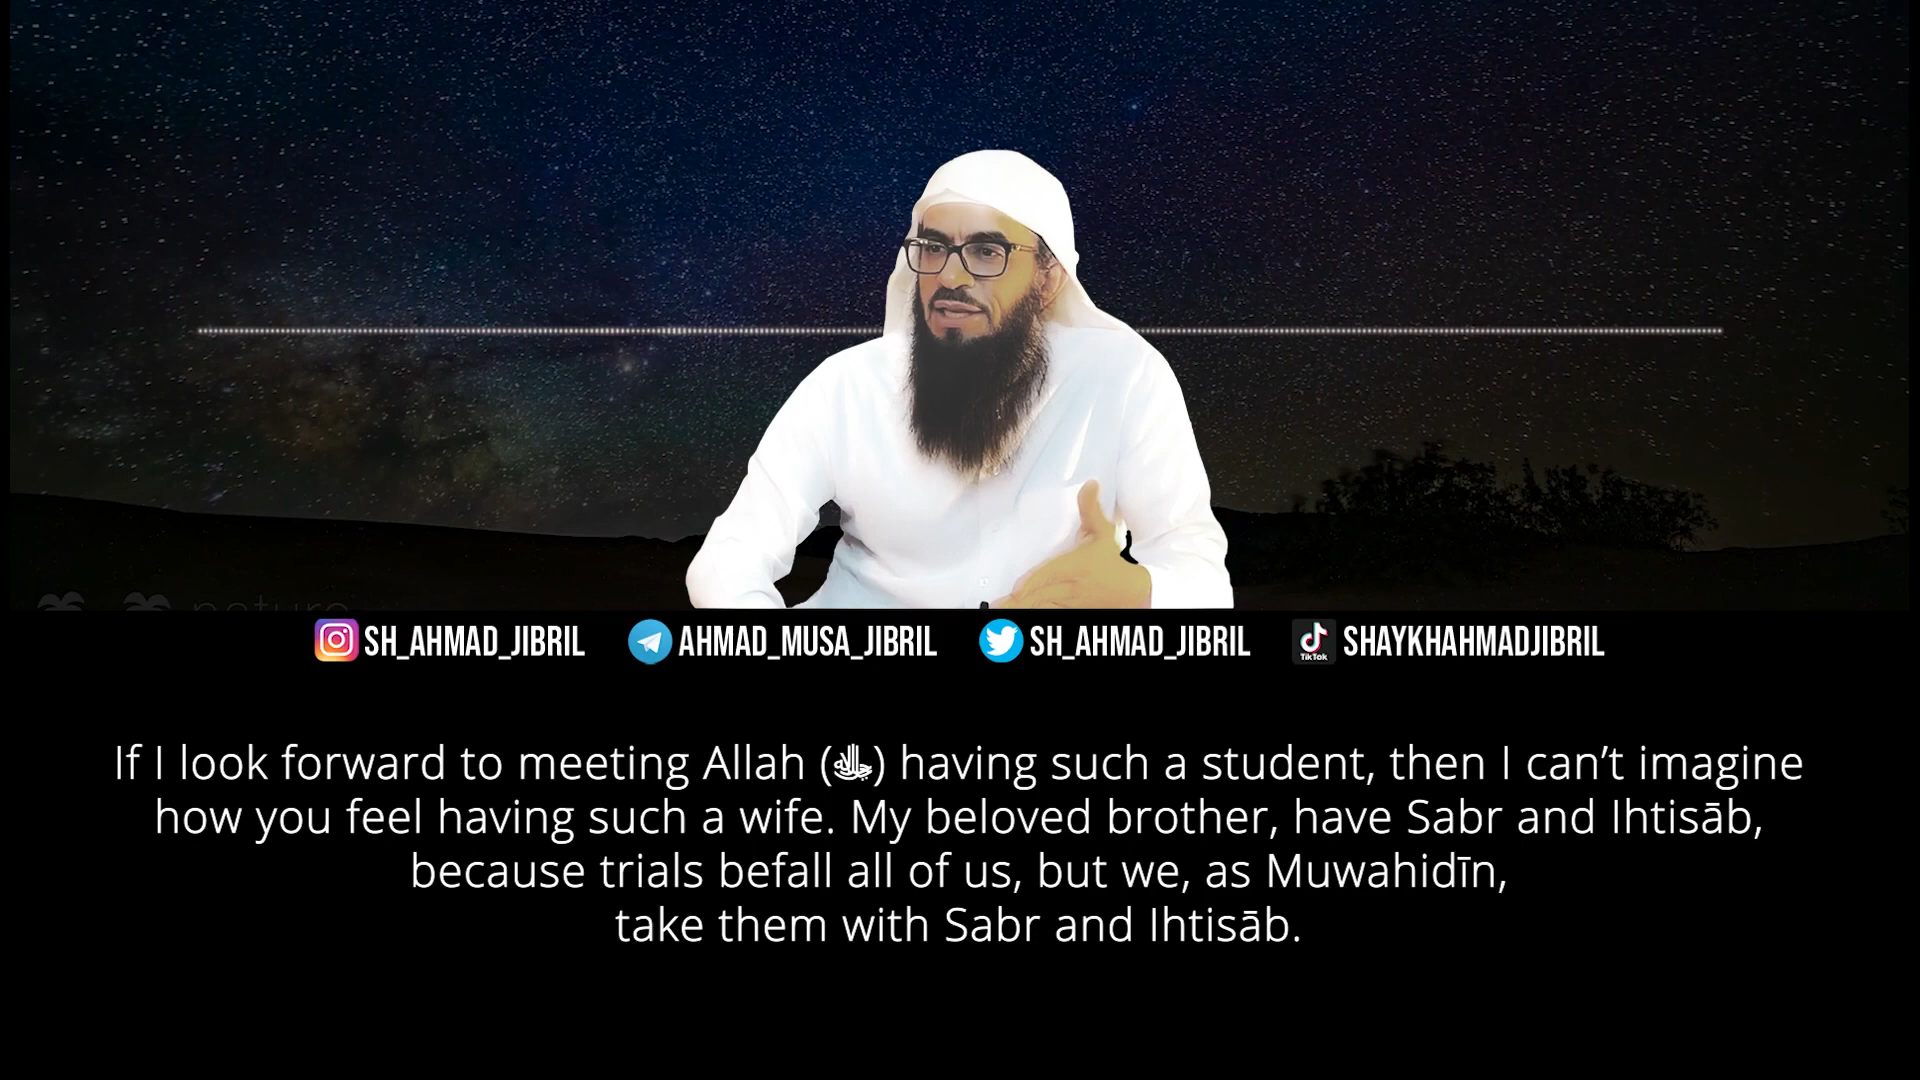 nature
SH_AHMAD_JIBRIL
AHMAD_MUSA_JIBRIL
SH_AHMAD_JIBRIL
TikTok
SHAYKHAHMADJIBRIL
If I look forward to meeting Allah (ﷻ) having such a student, then I can’t imagine
how you feel having such a wife. My beloved brother, have Sabr and Ihtisāb,
because trials befall all of us, but we, as Muwahidīn,
take them with Sabr and Ihtisāb.